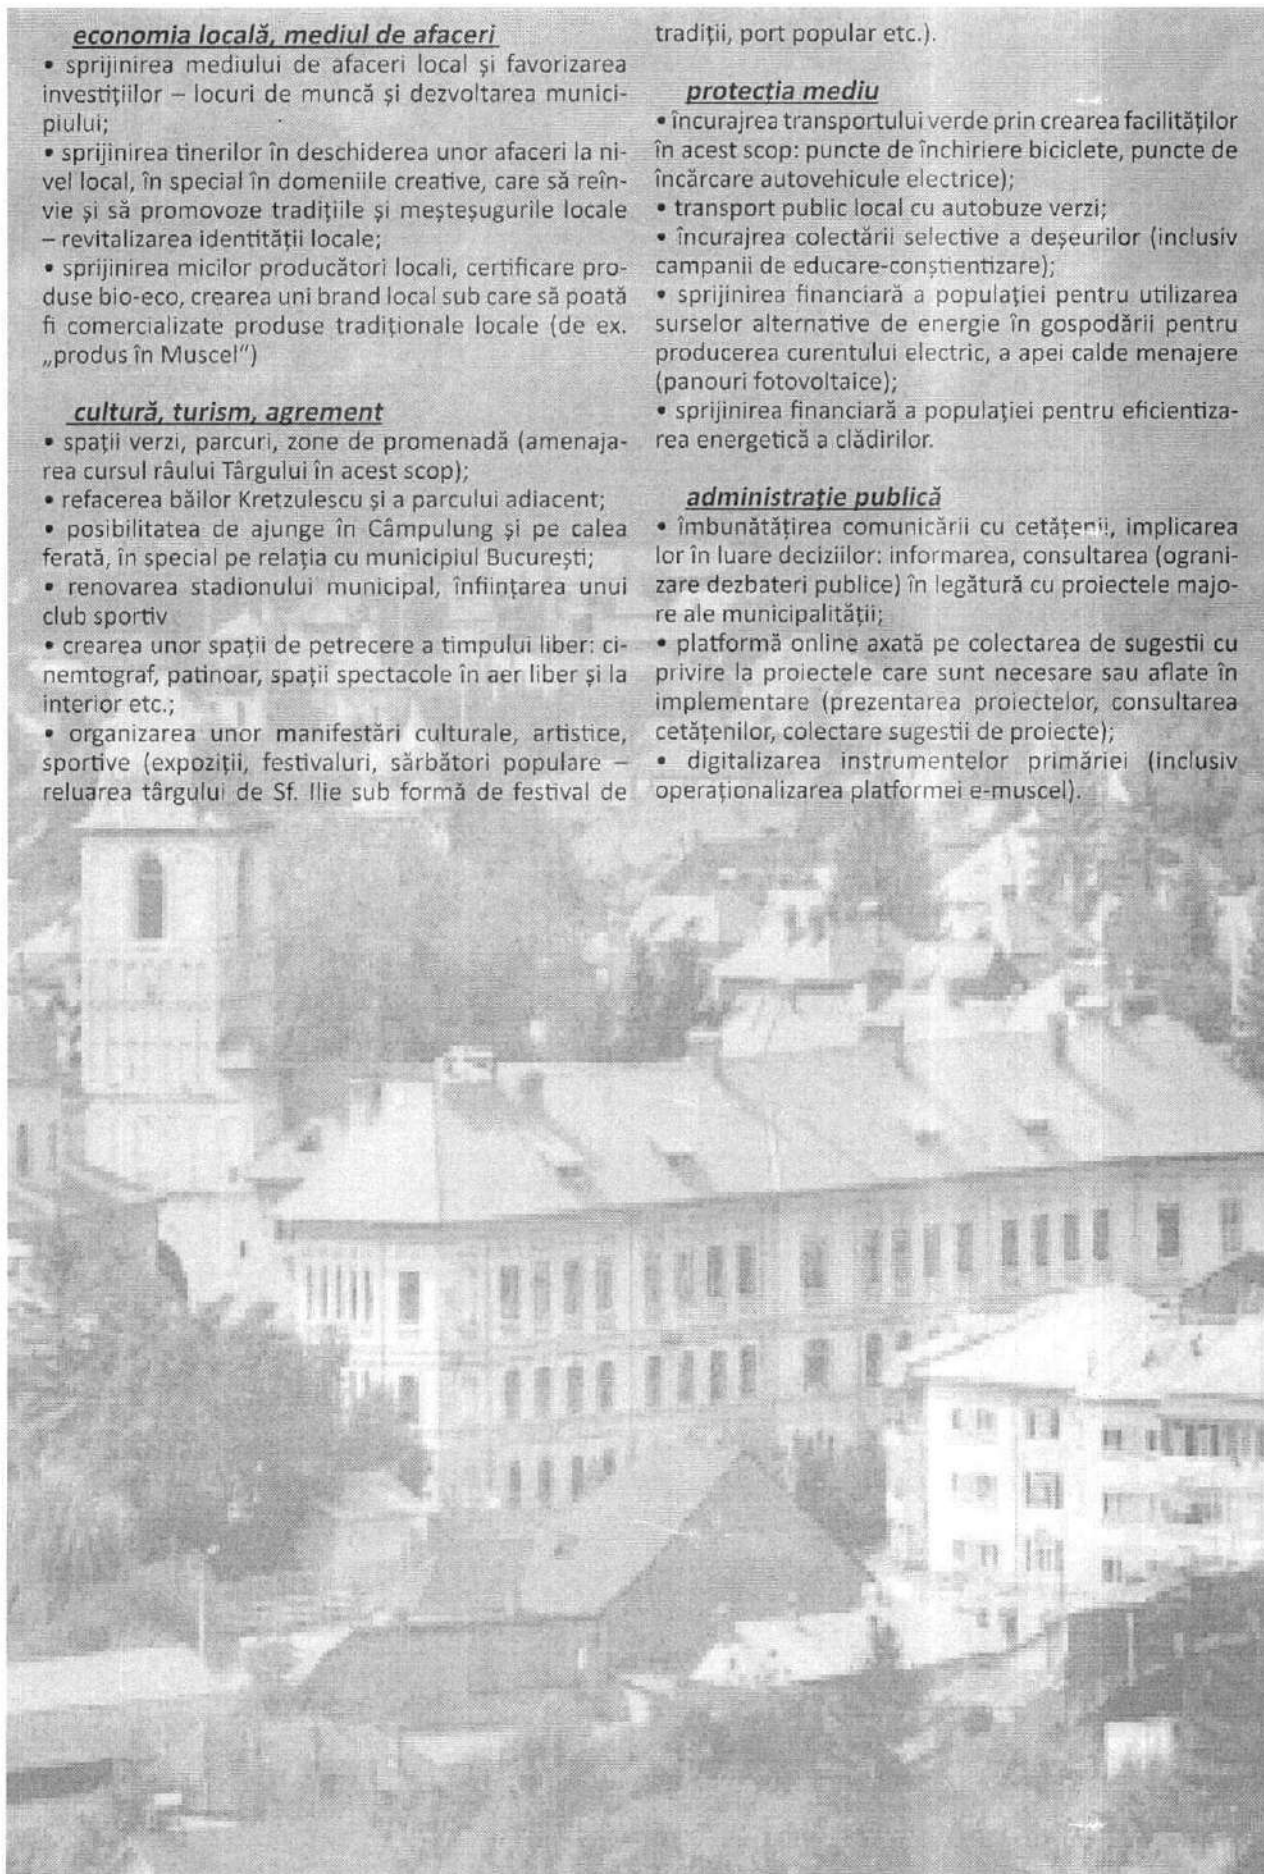 economia locală, mediul de afaceri
• sprijinirea mediului de afaceri local și favorizarea
investițiilor – locuri de muncă și dezvoltarea munici-
piului;
• sprijinirea tinerilor în deschiderea unor afaceri la ni-
vel local, în special în domeniile creative, care să reîn-
vie și să promovoze tradițiile și meșteșugurile locale
– revitalizarea identității locale;
• sprijinirea micilor producători locali, certificare pro-
duse bio-eco, crearea uni brand local sub care să poată
fi comercializate produse tradiționale locale (de ex.
„produs în Muscel“)
cultură, turism, agrement
• spații verzi, parcuri, zone de promenadă (amenaja-
rea cursul râului Târgului în acest scop);
• refacerea băilor Kretzulescu și a parcului adiacent;
• posibilitatea de ajunge în Câmpulung și pe calea
ferată, în special pe relația cu municipiul București;
• renovarea stadionului municipal, înființarea unui
club sportiv
• crearea unor spații de petrecere a timpului liber: ci-
nemtograf, patinoar, spații spectacole în aer liber și la
interior etc.;
• organizarea unor manifestări culturale, artistice,
sportive (expoziții, festivaluri, sărbători populare –
reluarea târgului de Sf. Ilie sub formă de festival de
tradiții, port popular etc.).
protecția mediu
• încurajrea transportului verde prin crearea facilităților
în acest scop: puncte de închiriere biciclete, puncte de
încărcare autovehicule electrice);
• transport public local cu autobuze verzi;
• încurajrea colectării selective a deșeurilor (inclusiv
campanii de educare-conștientizare);
• sprijinirea financiară a populației pentru utilizarea
surselor alternative de energie în gospodării pentru
producerea curentului electric, a apei calde menajere
(panouri fotovoltaice);
• sprijinirea financiară a populației pentru eficientiza-
rea energetică a clădirilor.
administrație publică
• îmbunătățirea comunicării cu cetățenii, implicarea
lor în luare deciziilor: informarea, consultarea (ograni-
zare dezbateri publice) în legătură cu proiectele majo-
re ale municipalității;
• platformă online axată pe colectarea de sugestii cu
privire la proiectele care sunt necesare sau aflate în
implementare (prezentarea proiectelor, consultarea
cetățenilor, colectare sugestii de proiecte);
• digitalizarea instrumentelor primăriei (inclusiv
operaționalizarea platformei e-muscel).